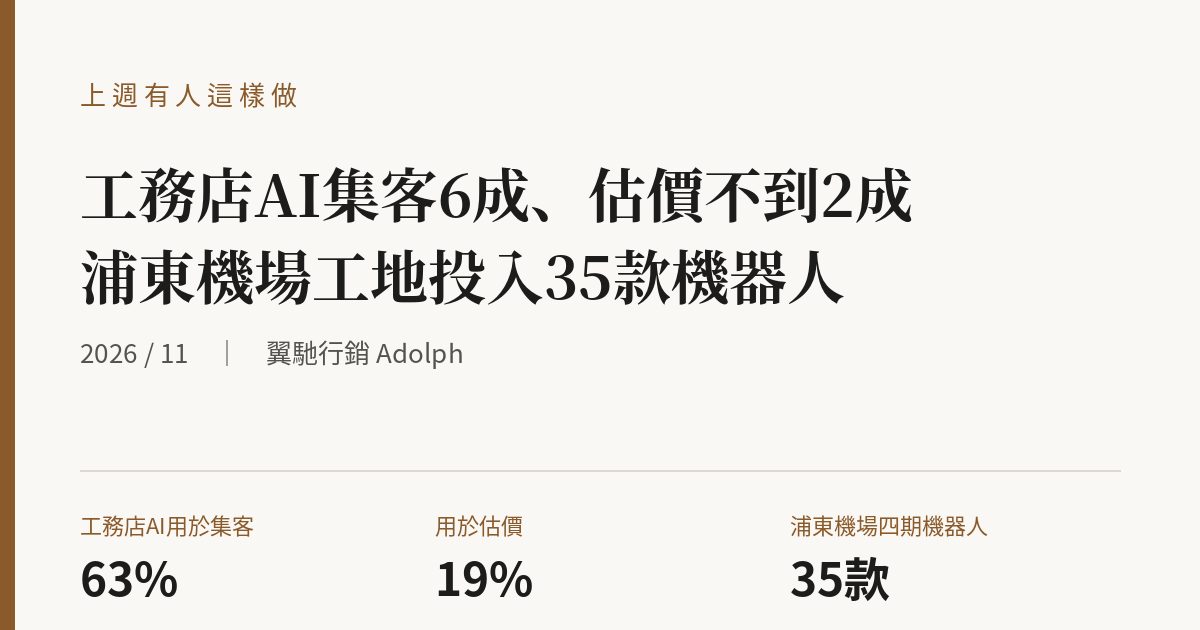 上週有人這樣做
工務店AI集客6成、估價不到2成
浦東機場工地投入35款機器人
2026 / 11 ｜ 翼馳行銷 Adolph
工務店AI用於集客 用於估價 浦東機場四期機器人
63% 19% 35款